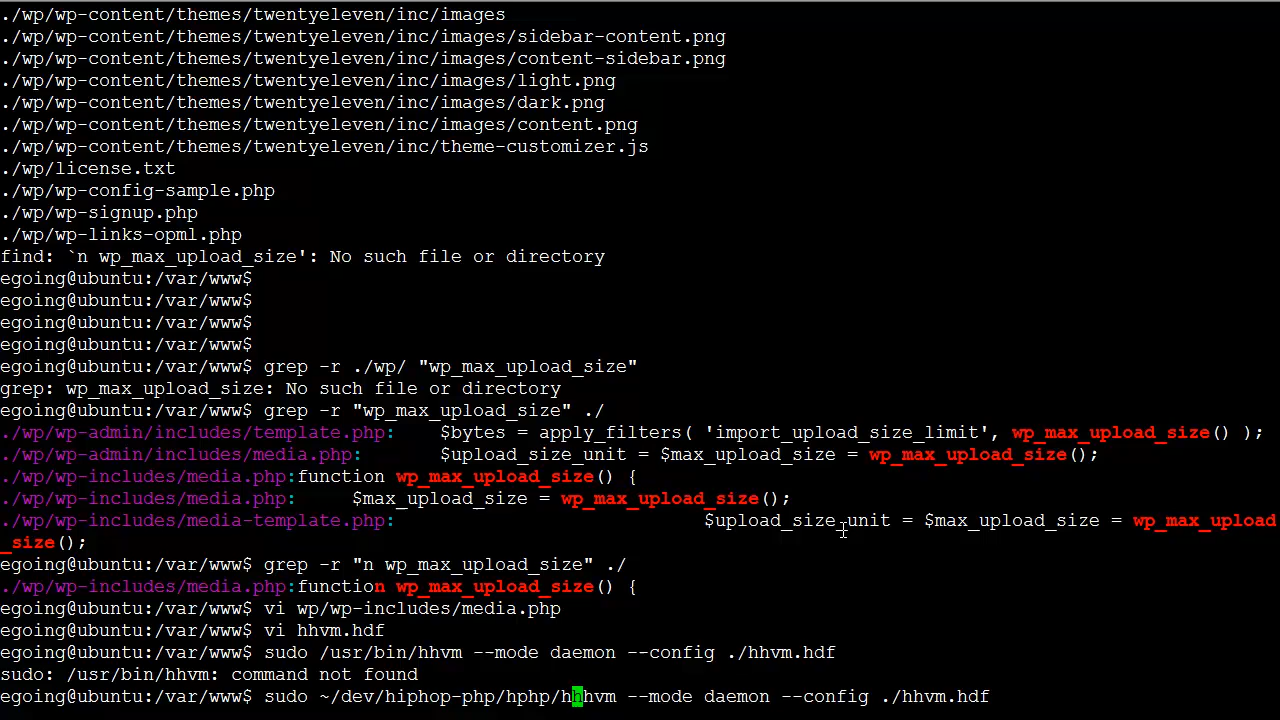 ./wp/wp-content/themes/twentyeleven/inc/images
./wp/wp-content/themes/twentyeleven/inc/images/sidebar-content.png
./wp/wp-content/themes/twentyeleven/inc/images/content-sidebar.png
./wp/wp-content/themes/twentyeleven/inc/images/light.png
./wp/wp-content/themes/twentyeleven/inc/images/dark.png
./wp/wp-content/themes/twentyeleven/inc/images/content.png
./wp/wp-content/themes/twentyeleven/inc/theme-customizer.js
./wp/license.txt
./wp/wp-config-sample.php
./wp/wp-signup.php
./wp/wp-links-opml.php
find: `n wp_max_upload_size': No such file or directory
egoing@ubuntu:/var/www$
egoing@ubuntu:/var/www$
egoing@ubuntu:/var/www$
egoing@ubuntu:/var/www$
egoing@ubuntu:/var/www$ grep -r ./wp/ "wp_max_upload_size"
grep: wp_max_upload_size: No such file or directory
egoing@ubuntu:/var/www$ grep -r "wp_max_upload_size" ./
./wp/wp-admin/includes/template.php:    $bytes = apply_filters( 'import_upload_size_limit', wp_max_upload_size() );
./wp/wp-admin/includes/media.php:       $upload_size_unit = $max_upload_size = wp_max_upload_size();
./wp/wp-includes/media.php:function wp_max_upload_size() {
./wp/wp-includes/media.php:     $max_upload_size = wp_max_upload_size();
./wp/wp-includes/media-template.php:                            $upload_size_unit = $max_upload_size = wp_max_upload
_size();
egoing@ubuntu:/var/www$ grep -r "n wp_max_upload_size" ./
./wp/wp-includes/media.php:function wp_max_upload_size() {
egoing@ubuntu:/var/www$ vi wp/wp-includes/media.php
egoing@ubuntu:/var/www$ vi hhvm.hdf
egoing@ubuntu:/var/www$ sudo /usr/bin/hhvm --mode daemon --config ./hhvm.hdf
sudo: /usr/bin/hhvm: command not found
egoing@ubuntu:/var/www$ sudo ~/dev/hiphop-php/hphp/hhhvm --mode daemon --config ./hhvm.hdf